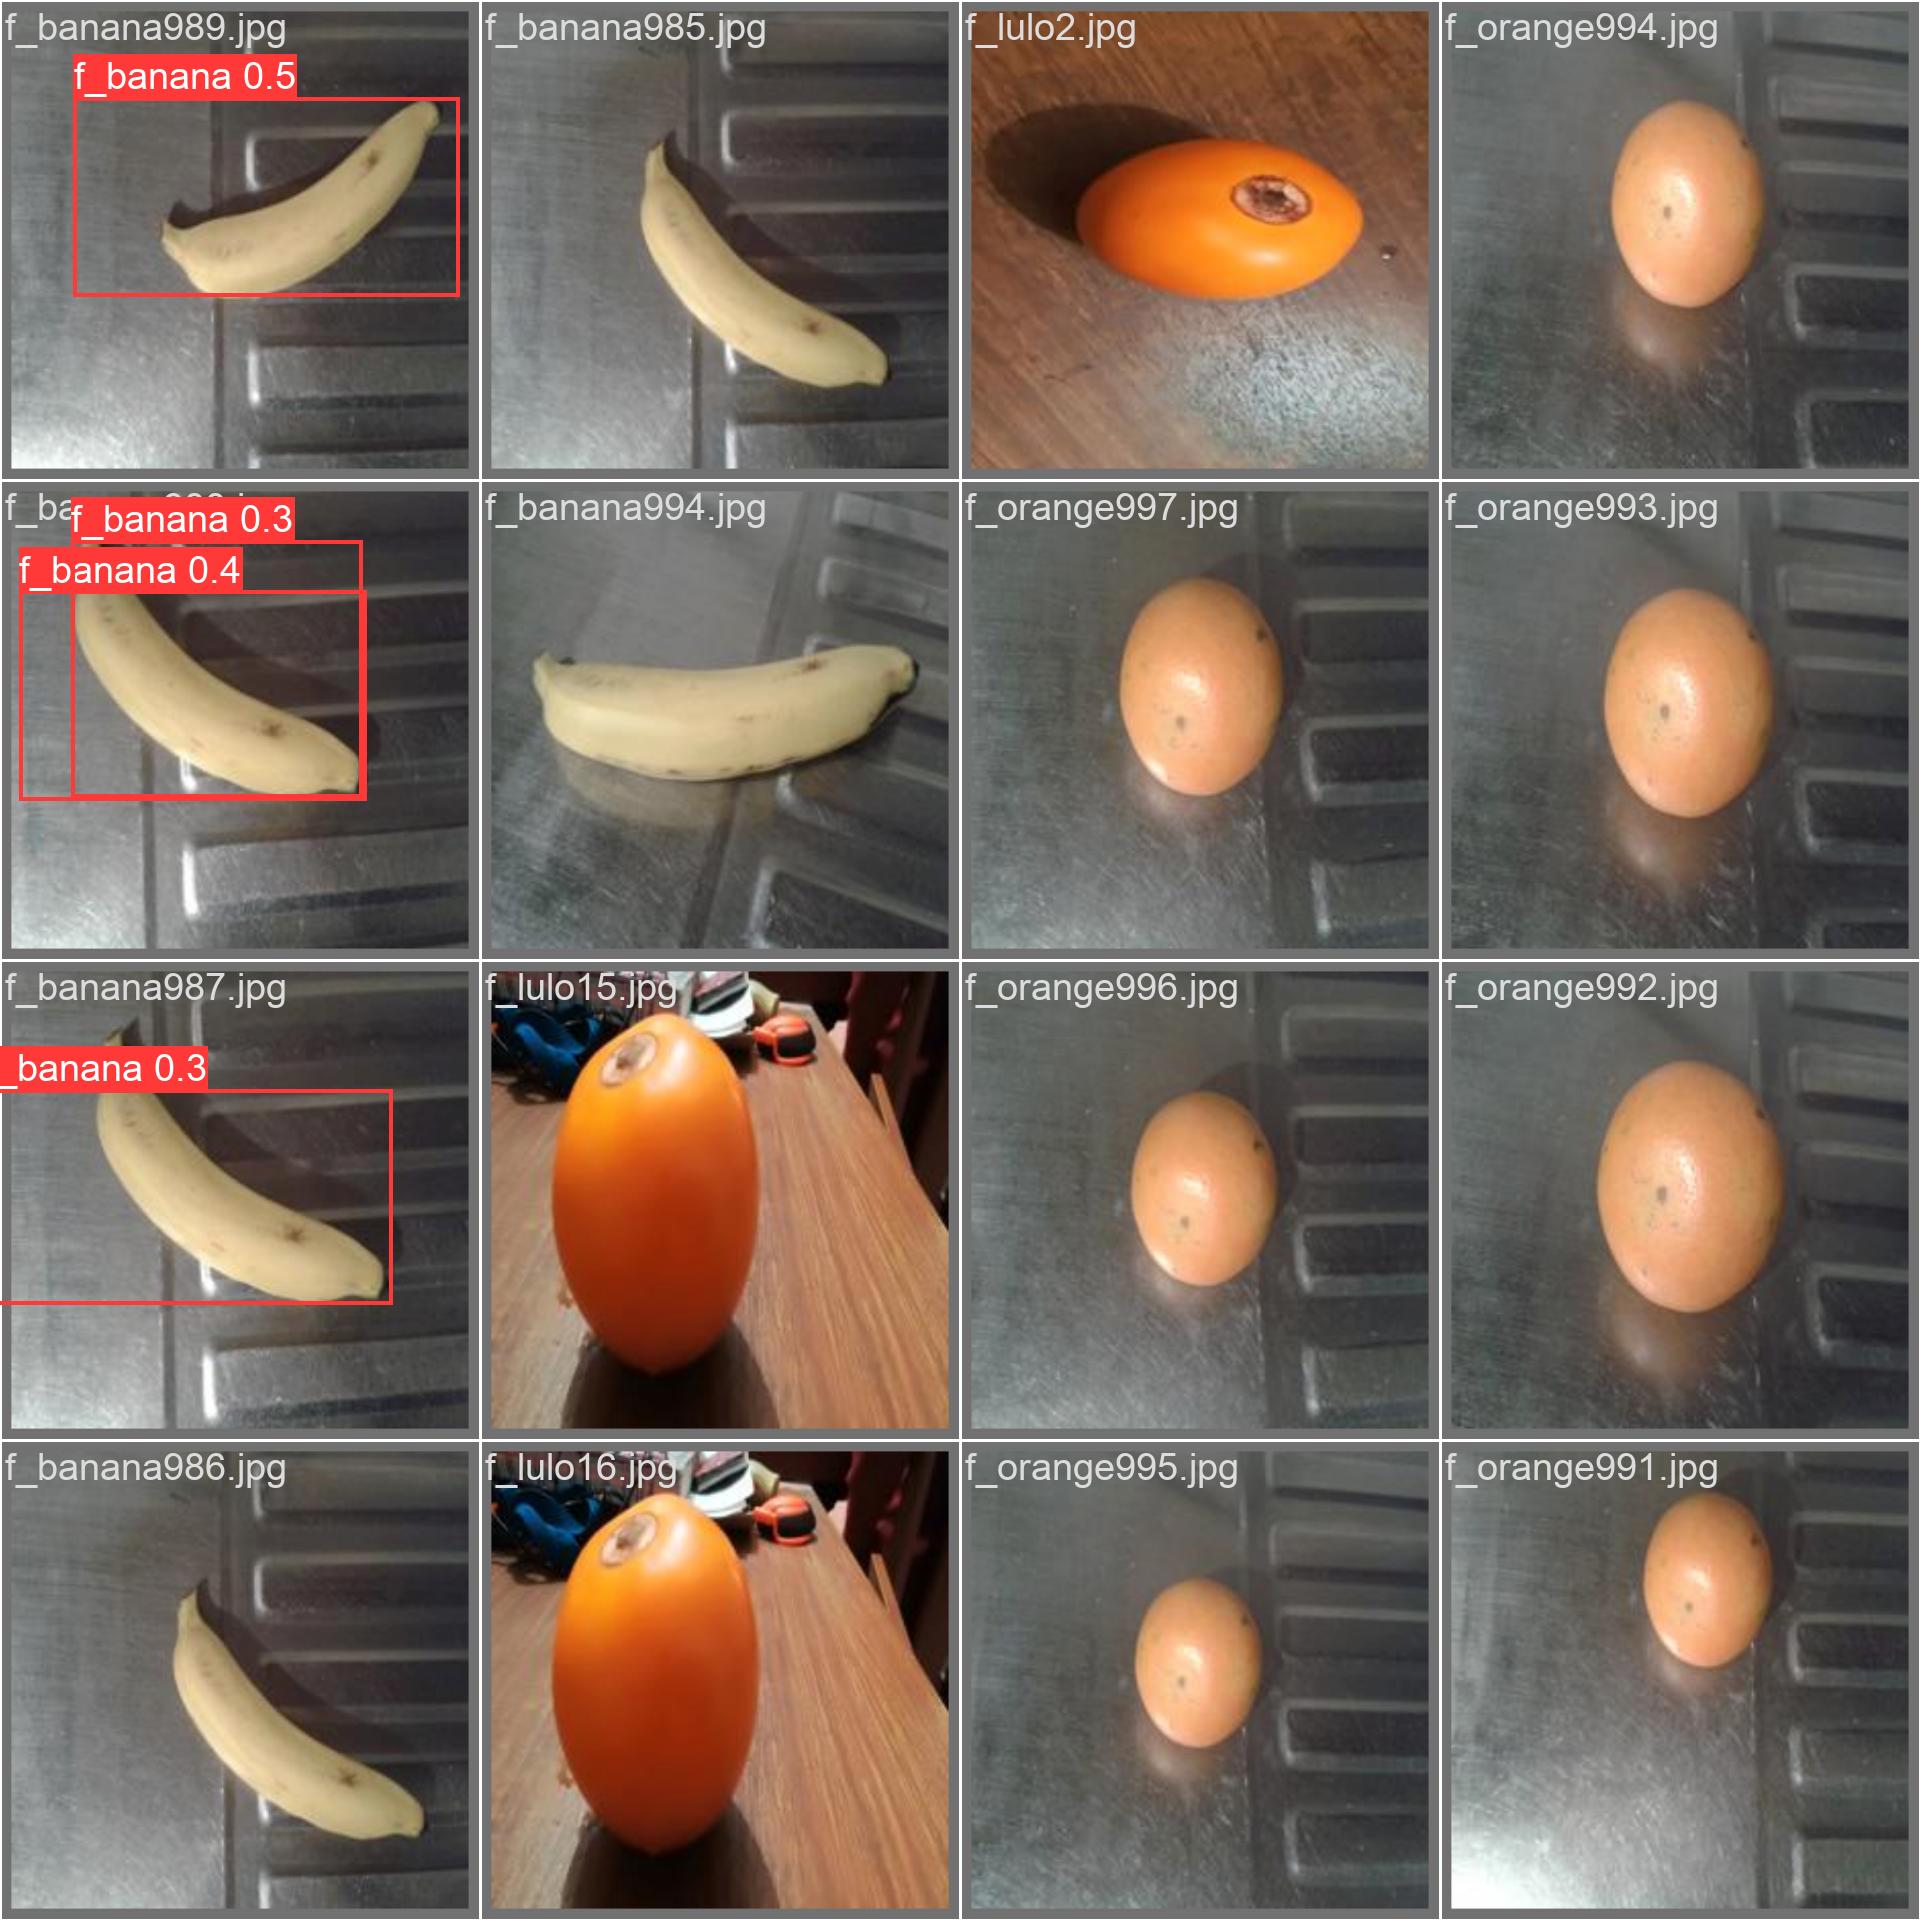 f_banana989.jpg
f_banana 0.5
f_banana985.jpg
f_lulo2.jpg
f_orange994.jpg
f_banana 0.3
f_banana 0.4
f_banana994.jpg
f_orange997.jpg
f_orange993.jpg
f_banana987.jpg
_banana 0.3
f_lulo15.jpg
f_orange996.jpg
f_orange992.jpg
f_banana986.jpg
f_lulo16.jpg
f_orange995.jpg
f_orange991.jpg